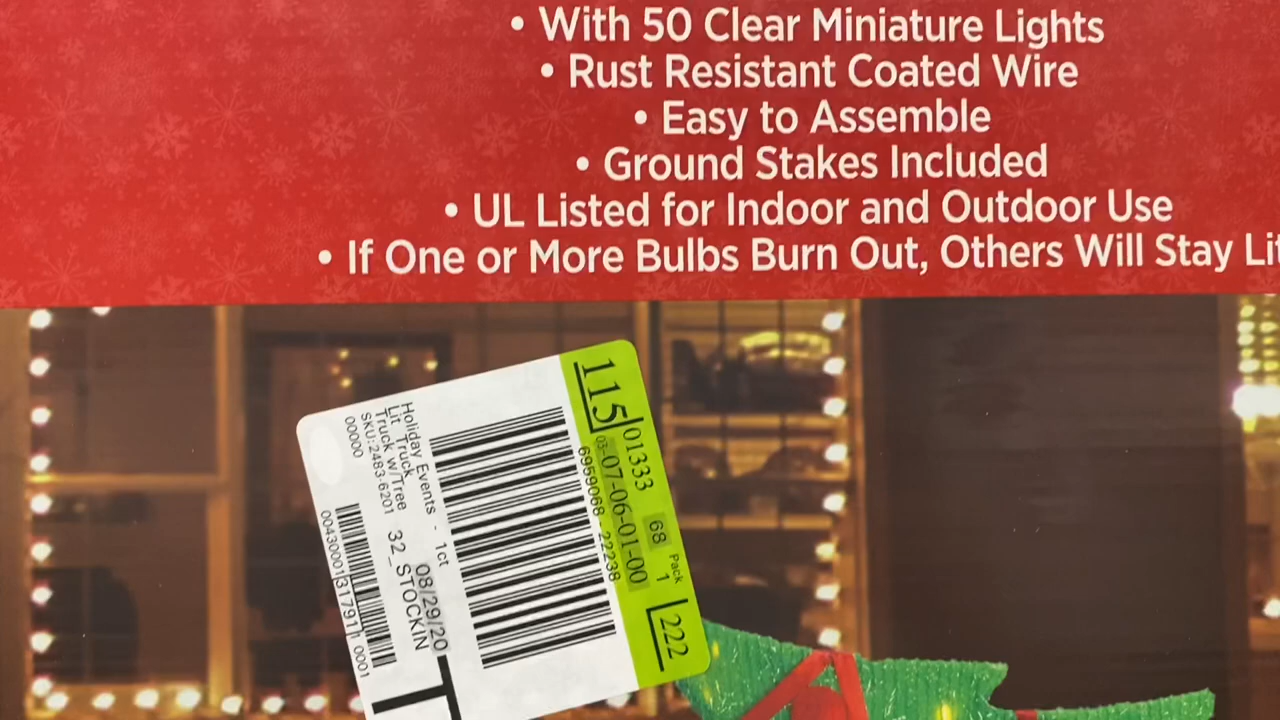 • With 50 Clear Miniature Lights
• Rust Resistant Coated Wire
• Easy to Assemble
• Ground Stakes Included
• UL Listed for Indoor and Outdoor Use
• If One or More Bulbs Burn Out, Others Will Stay Lit
115 01333 68 Pack 1 222
03-07-06-01-00
6959068 - 22238
Holiday Events - 1ct
Lit Truck
Truck w/Tree
SKU:2483-6201
00000
08/29/20
32_STOCKIN
004300013179110001